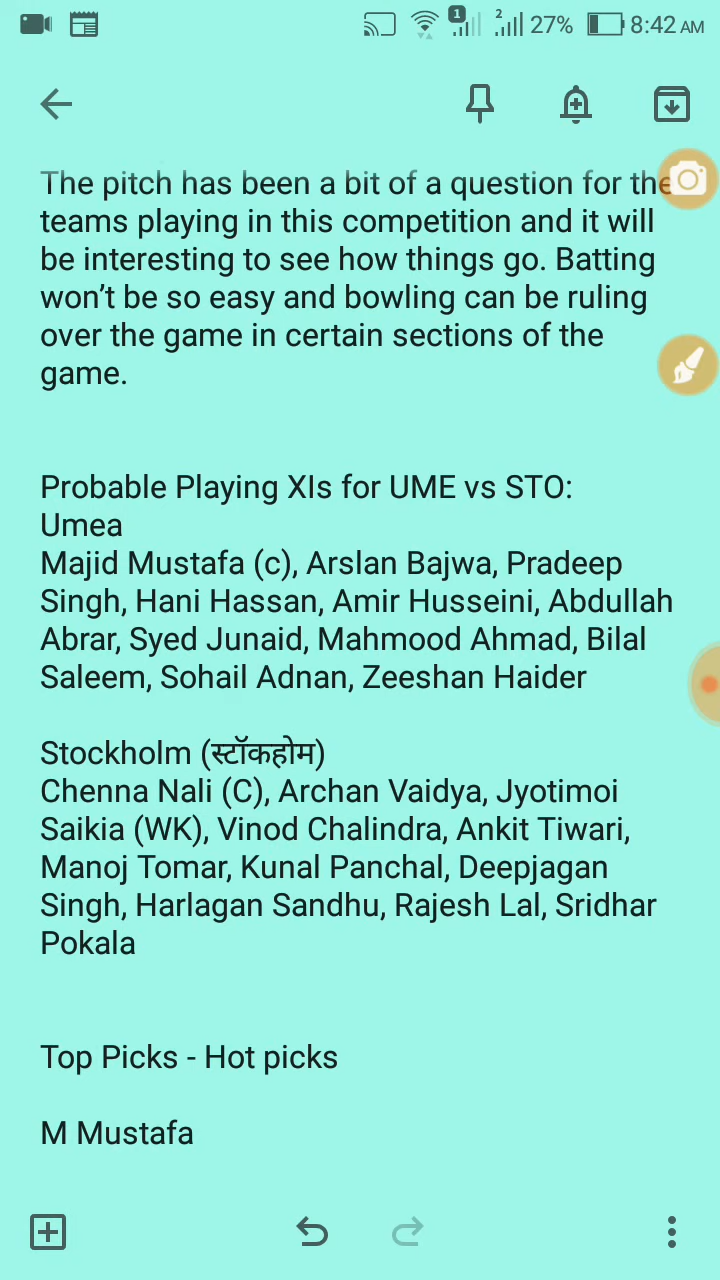 1 2 27% 8:42 AM
The pitch has been a bit of a question for the
teams playing in this competition and it will
be interesting to see how things go. Batting
won’t be so easy and bowling can be ruling
over the game in certain sections of the
game.
Probable Playing XIs for UME vs STO:
Umea
Majid Mustafa (c), Arslan Bajwa, Pradeep
Singh, Hani Hassan, Amir Husseini, Abdullah
Abrar, Syed Junaid, Mahmood Ahmad, Bilal
Saleem, Sohail Adnan, Zeeshan Haider
Stockholm (स्टॉकहोम)
Chenna Nali (C), Archan Vaidya, Jyotimoi
Saikia (WK), Vinod Chalindra, Ankit Tiwari,
Manoj Tomar, Kunal Panchal, Deepjagan
Singh, Harlagan Sandhu, Rajesh Lal, Sridhar
Pokala
Top Picks - Hot picks
M Mustafa